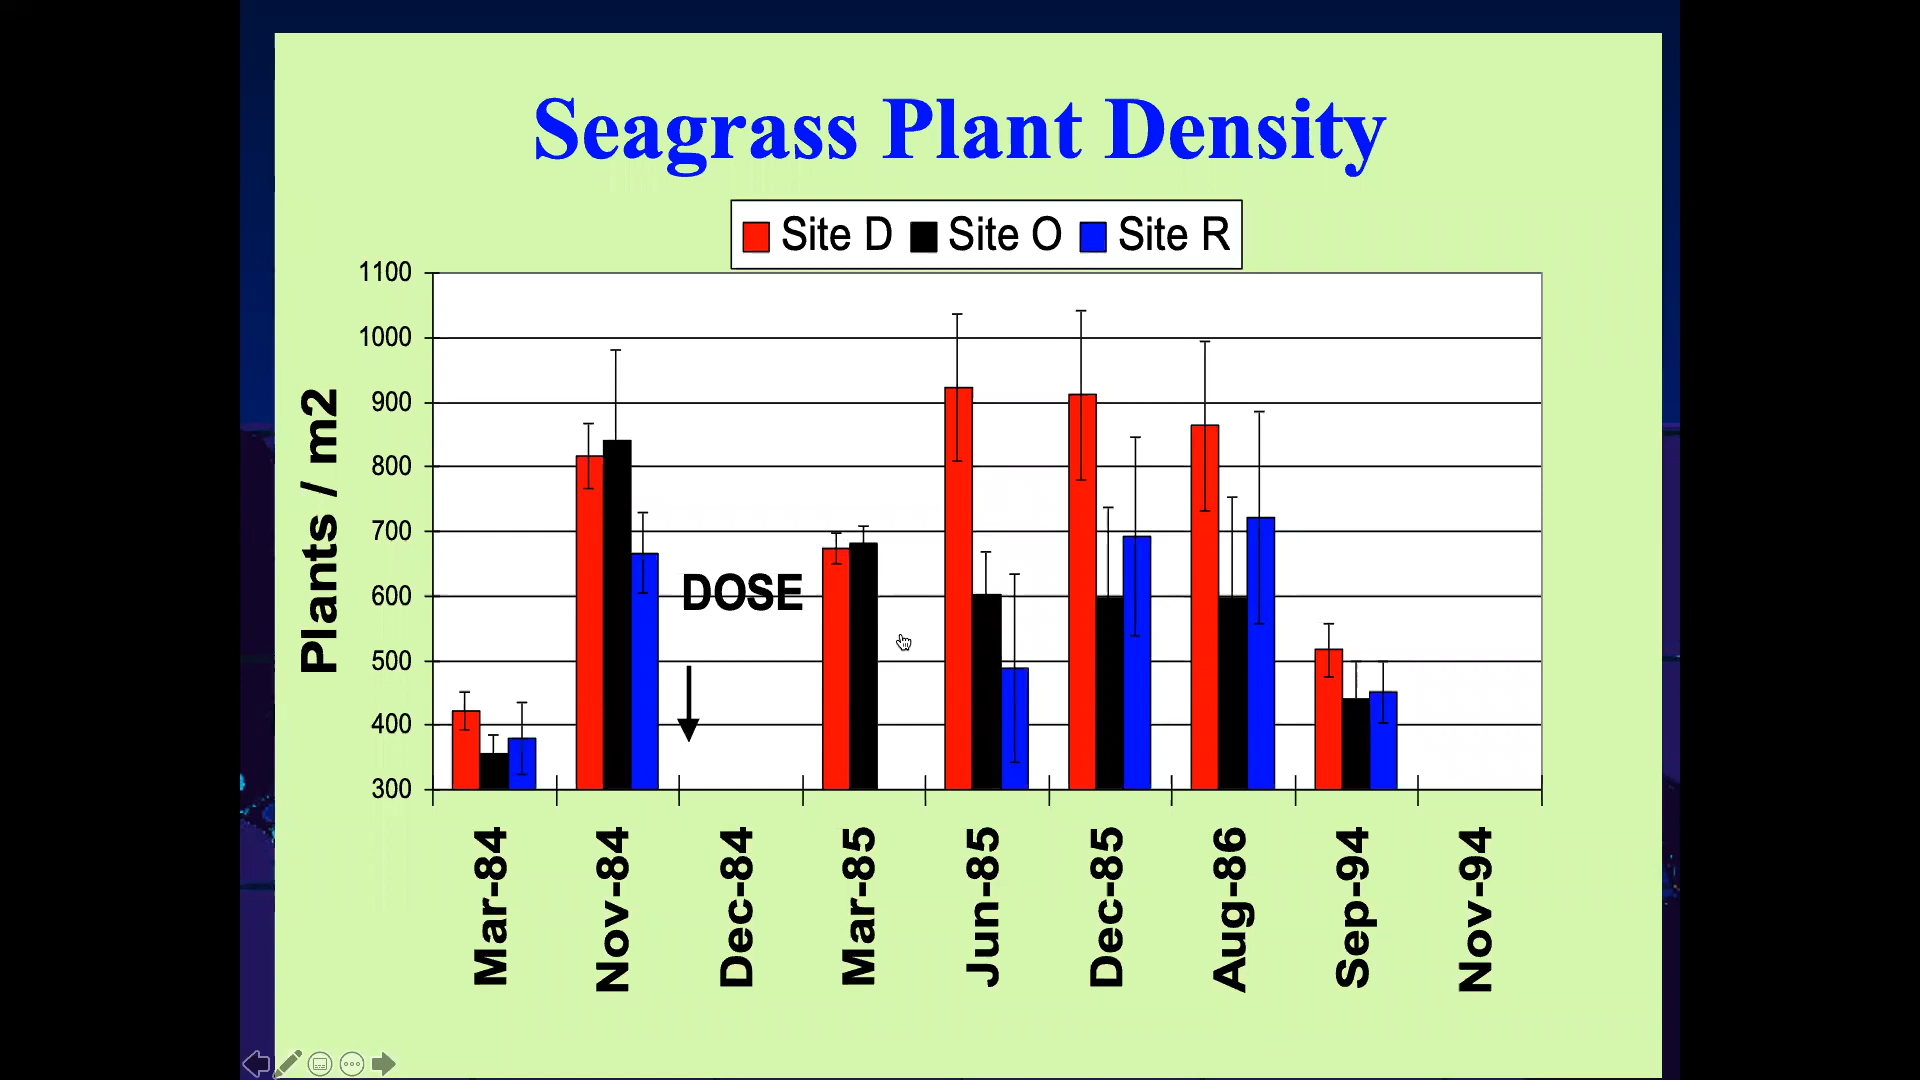 Seagrass Plant Density
Site D Site O Site R
1100
1000
900
800
700
600
500
400
300
Plants / m2
DOSE
Mar-84
Nov-84
Dec-84
Mar-85
Jun-85
Dec-85
Aug-86
Sep-94
Nov-94